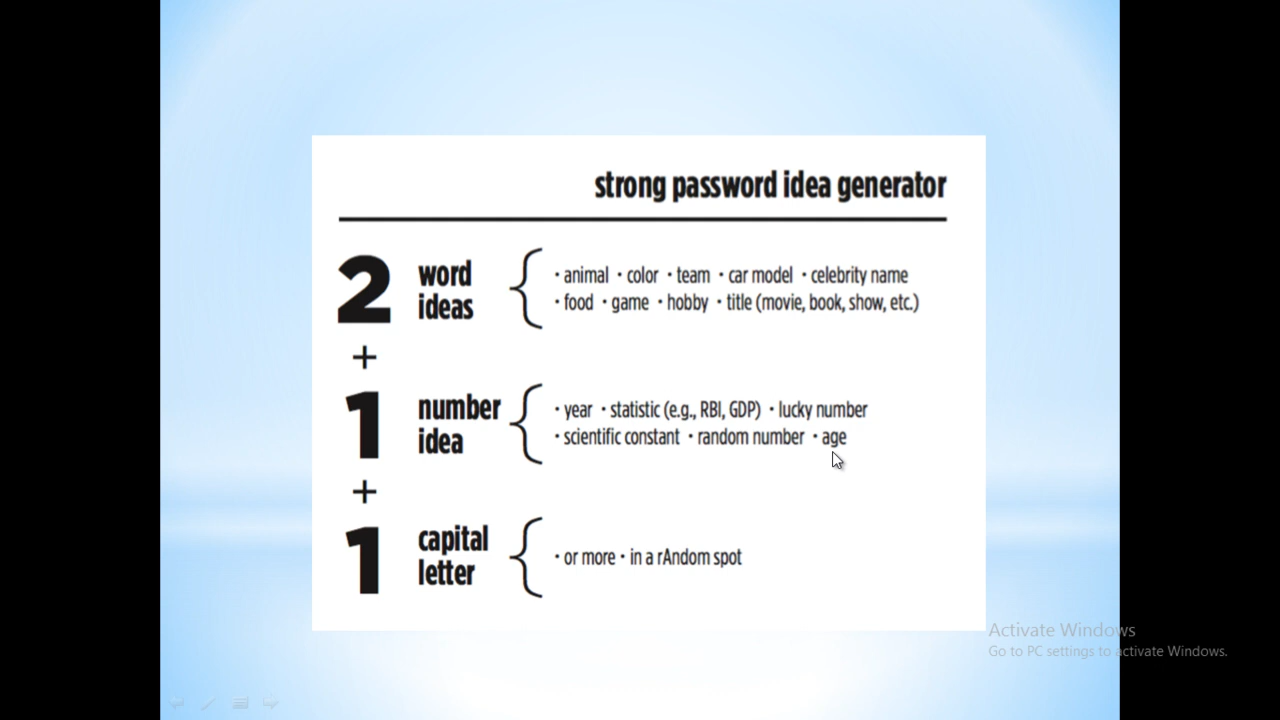 strong password idea generator
2 word ideas
· animal · color · team · car model · celebrity name
· food · game · hobby · title (movie, book, show, etc.)
+
1 number idea
· year · statistic (e.g., RBI, GDP) · lucky number
· scientific constant · random number · age
+
1 capital letter
· or more · in a rAndom spot
Activate Windows
Go to PC settings to activate Windows.